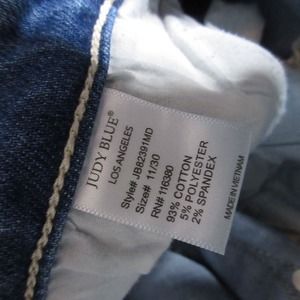 JUDY BLUE®
LOS ANGELES
Style# JB82391MD
Size# 11/30
RN# 116380
93% COTTON
5% POLYESTER
2% SPANDEX
MADE IN VIETNAM